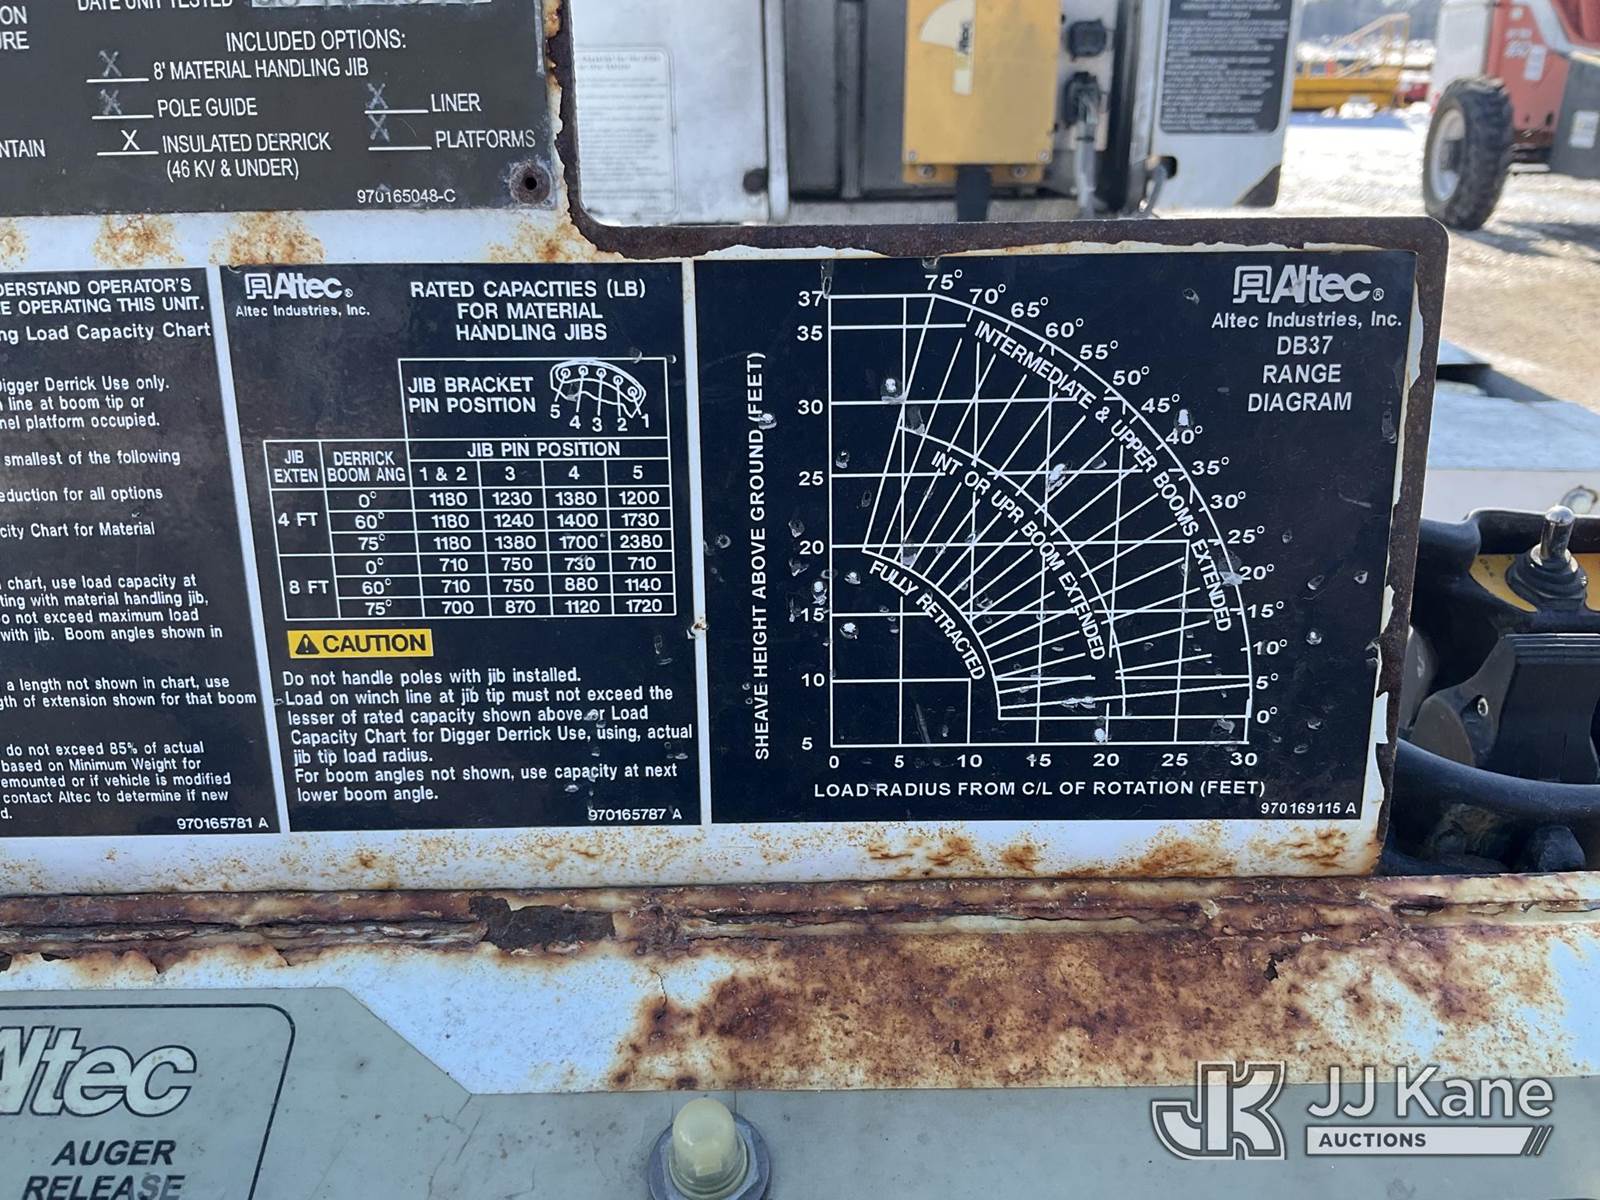 DATE UNIT TESTED
ON
URE
INCLUDED OPTIONS:
X 8' MATERIAL HANDLING JIB
X POLE GUIDE
X LINER
X INSULATED DERRICK
(46 KV & UNDER)
X PLATFORMS
NTAIN
970165048-C
DERSTAND OPERATOR'S
E OPERATING THIS UNIT.
ng Load Capacity Chart
Digger Derrick Use only.
line at boom tip or
nel platform occupied.
smallest of the following
eduction for all options
city Chart for Material
chart, use load capacity at
ting with material handling jib,
o not exceed maximum load
with jib. Boom angles shown in
a length not shown in chart, use
gth of extension shown for that boom
do not exceed 85% of actual
based on Minimum Weight for
emounted or if vehicle is modified
contact Altec to determine if new
d.
970165781 A
Altec®
Altec Industries, Inc.
RATED CAPACITIES (LB)
FOR MATERIAL
HANDLING JIBS
JIB BRACKET
PIN POSITION
5 4 3 2 1
JIB EXTEN
DERRICK BOOM ANG
JIB PIN POSITION
1 & 2 3 4 5
4 FT
0° 1180 1230 1380 1200
60° 1180 1240 1400 1730
75° 1180 1380 1700 2380
8 FT
0° 710 750 730 710
60° 710 750 880 1140
75° 700 870 1120 1720
CAUTION
Do not handle poles with jib installed.
Load on winch line at jib tip must not exceed the
lesser of rated capacity shown above or Load
Capacity Chart for Digger Derrick Use, using, actual
jib tip load radius.
For boom angles not shown, use capacity at next
lower boom angle.
970165787 A
Altec®
Altec Industries, Inc.
DB37
RANGE
DIAGRAM
SHEAVE HEIGHT ABOVE GROUND (FEET)
37
35
30
25
20
15
10
5
75°
70°
65°
60°
55°
50°
45°
40°
35°
30°
25°
20°
15°
10°
5°
0°
INTERMEDIATE & UPPER BOOMS EXTENDED
INT OR UPR BOOM EXTENDED
FULLY RETRACTED
0 5 10 15 20 25 30
LOAD RADIUS FROM C/L OF ROTATION (FEET)
970169115 A
Altec
AUGER
RELEASE
JK
JJ Kane
AUCTIONS